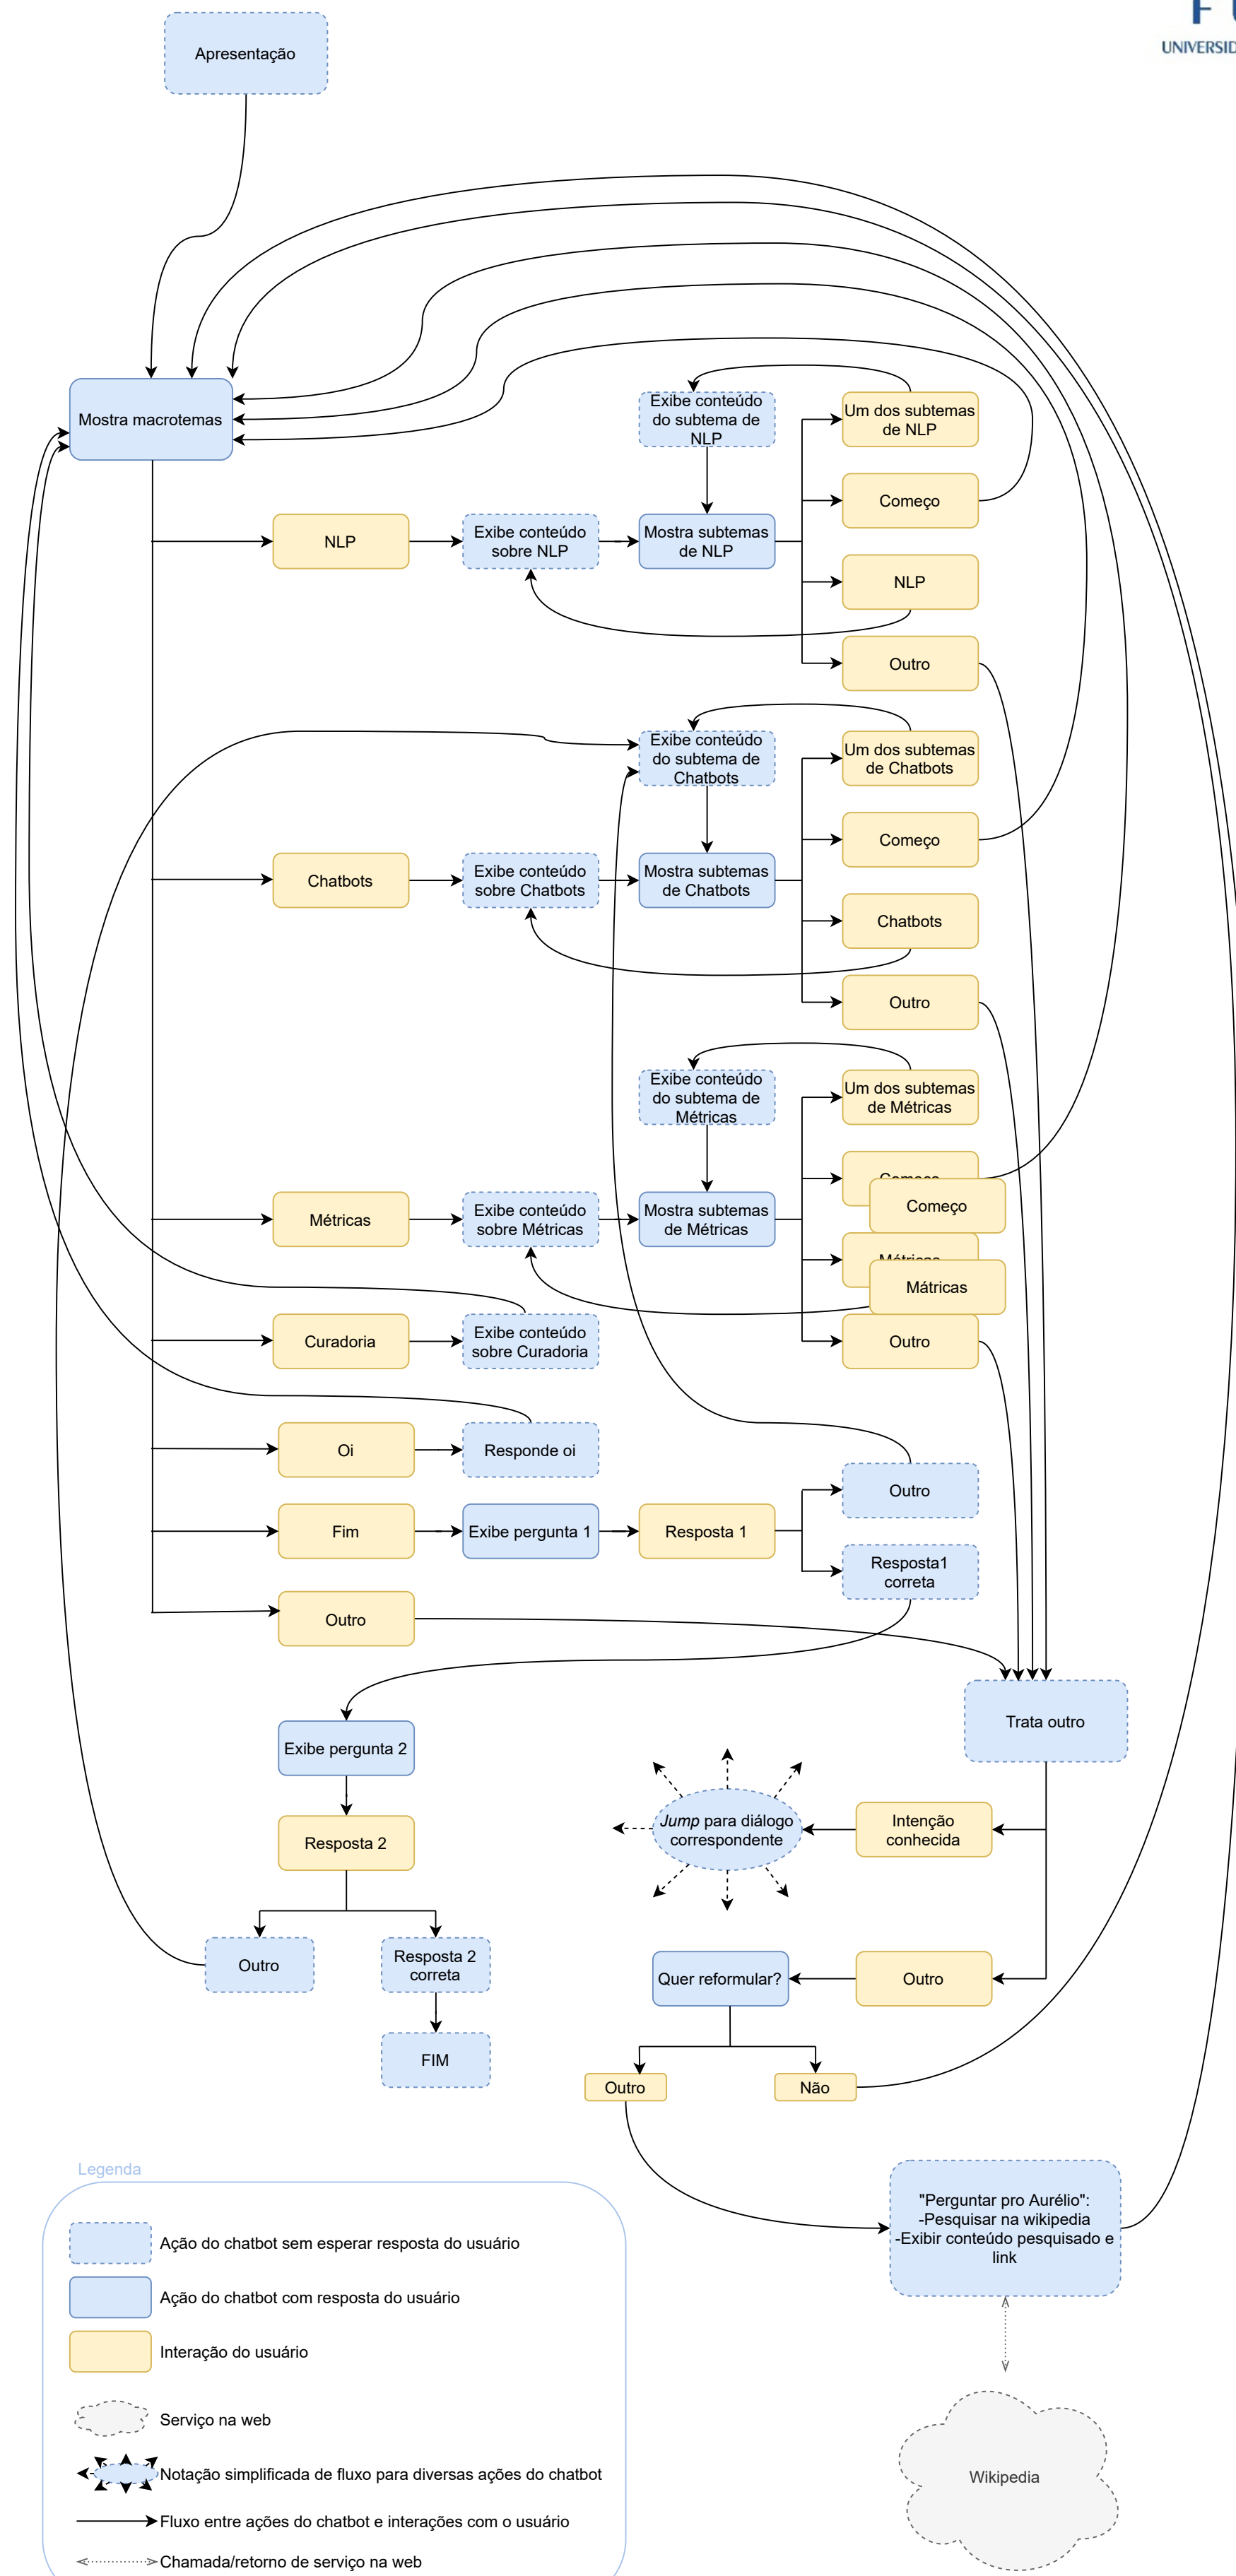 UNIVERSID
Apresentação
Mostra macrotemas
Exibe conteúdo
do subtema de
NLP
Um dos subtemas
de NLP
Começo
NLP
Exibe conteúdo
sobre NLP
Mostra subtemas
de NLP
NLP
Outro
Exibe conteúdo
do subtema de
Chatbots
Um dos subtemas
de Chatbots
Começo
Chatbots
Exibe conteúdo
sobre Chatbots
Mostra subtemas
de Chatbots
Chatbots
Outro
Exibe conteúdo
do subtema de
Métricas
Um dos subtemas
de Métricas
Começo
Começo
Métricas
Exibe conteúdo
sobre Métricas
Mostra subtemas
de Métricas
Métricas
Mátricas
Curadoria
Exibe conteúdo
sobre Curadoria
Outro
Oi
Responde oi
Outro
Fim
Exibe pergunta 1
Resposta 1
Resposta1
correta
Outro
Trata outro
Exibe pergunta 2
Jump para diálogo
correspondente
Intenção
conhecida
Resposta 2
Outro
Resposta 2
correta
Quer reformular?
Outro
FIM
Outro
Não
Legenda
"Perguntar pro Aurélio":
-Pesquisar na wikipedia
-Exibir conteúdo pesquisado e
link
Ação do chatbot sem esperar resposta do usuário
Ação do chatbot com resposta do usuário
Interação do usuário
Serviço na web
Notação simplificada de fluxo para diversas ações do chatbot
Wikipedia
Fluxo entre ações do chatbot e interações com o usuário
Chamada/retorno de serviço na web